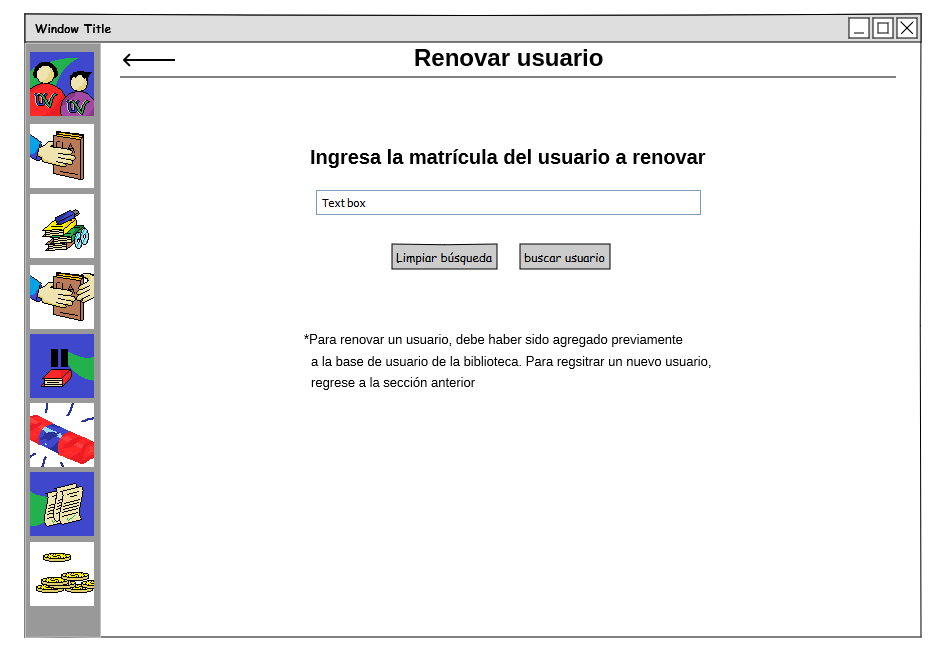 Window Title
Renovar usuario
Ingresa la matrícula del usuario a renovar
Text box
Limpiar búsqueda
buscar usuario
*Para renovar un usuario, debe haber sido agregado previamente
a la base de usuario de la biblioteca. Para regsitrar un nuevo usuario,
regrese a la sección anterior